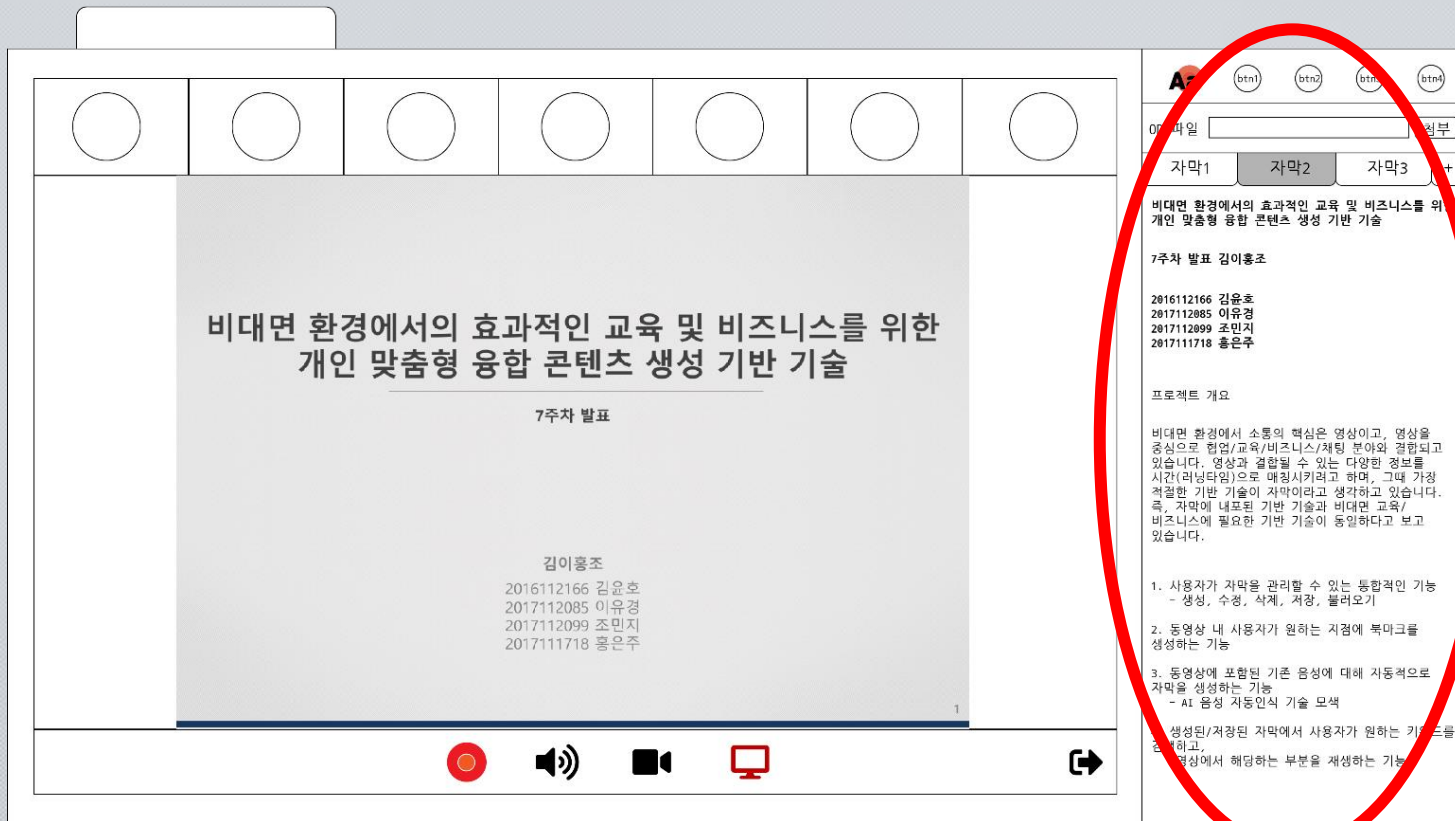 비대면 환경에서의 효과적인 교육 및 비즈니스를 위한
개인 맞춤형 융합 콘텐츠 생성 기반 기술
7주차 발표
김이홍조
2016112166 김윤호
2017112085 이유경
2017112099 조민지
2017111718 홍은주
1
btn1
btn2
btn4
파일
첨부
자막1
자막2
자막3
+
비대면 환경에서의 효과적인 교육 및 비즈니스를
개인 맞춤형 융합 콘텐츠 생성 기반 기술
7주차 발표 김이홍조
2016112166 김윤호
2017112085 이유경
2017112099 조민지
2017111718 홍은주
프로젝트 개요
비대면 환경에서 소통의 핵심은 영상이고, 영상을
중심으로 협업/교육/비즈니스/채팅 분야와 결합되고
있습니다. 영상과 결합될 수 있는 다양한 정보를
시간(러닝타임)으로 매칭시키려고 하며, 그때 가장
적절한 기반 기술이 자막이라고 생각하고 있습니다.
즉, 자막에 내포된 기반 기술과 비대면 교육/
비즈니스에 필요한 기반 기술이 동일하다고 보고
있습니다.
1. 사용자가 자막을 관리할 수 있는 통합적인 기능
- 생성, 수정, 삭제, 저장, 불러오기
2. 동영상 내 사용자가 원하는 지점에 북마크를
생성하는 기능
3. 동영상에 포함된 기존 음성에 대해 자동적으로
자막을 생성하는 기능
- AI 음성 자동인식 기술 모색
생성된/저장된 자막에서 사용자가 원하는
해당하는 부분을 재생하는 기능